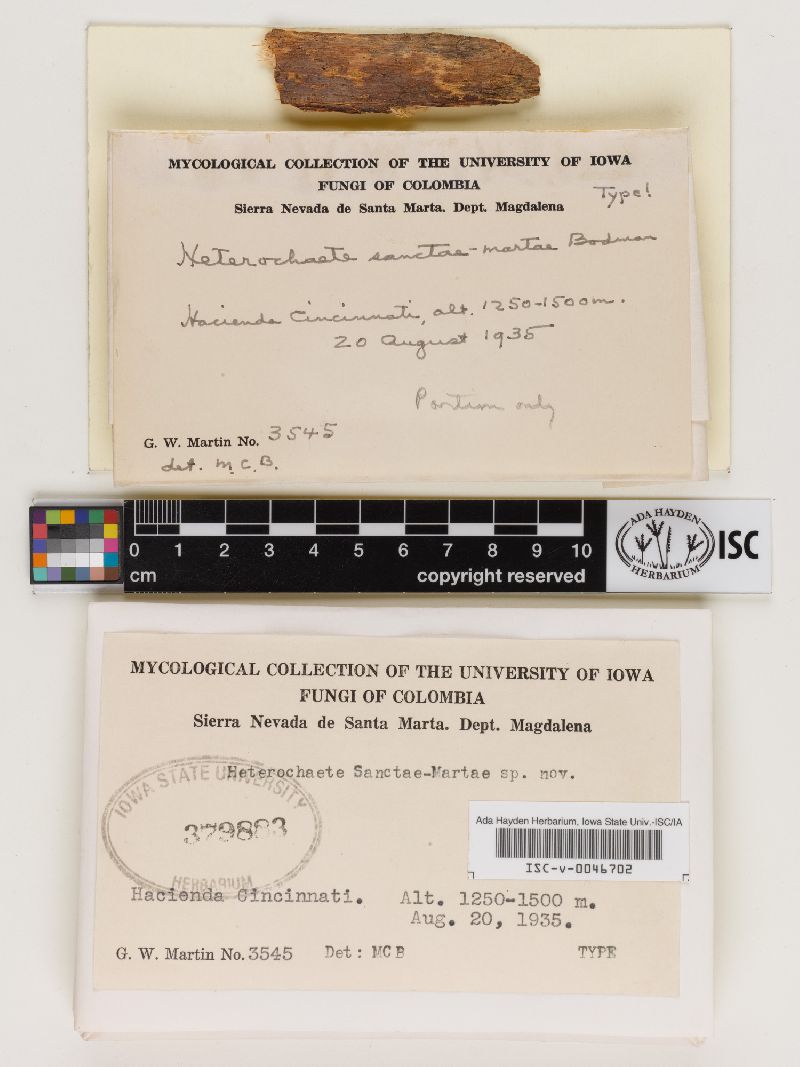 MYCOLOGICAL COLLECTION OF THE UNIVERSITY OF IOWA
FUNGI OF COLOMBIA
Sierra Nevada de Santa Marta. Dept. Magdalena
Type!
Heterochaete sanctae-martae Bodman
Hacienda Cincinnati, alt. 1250-1500m.
20 August 1935
Portion only
G. W. Martin No. 3545
det. M.C.B.
0 1 2 3 4 5 6 7 8 9 10
cm copyright reserved
ADA HAYDEN
HERBARIUM
ISC
MYCOLOGICAL COLLECTION OF THE UNIVERSITY OF IOWA
FUNGI OF COLOMBIA
Sierra Nevada de Santa Marta. Dept. Magdalena
Heterochaete Sanctae-Martae sp. nov.
IOWA STATE UNIVERSITY
379883
HERBARIUM
Ada Hayden Herbarium, Iowa State Univ.-ISC/IA
ISC-v-0046702
Hacienda Cincinnati. Alt. 1250-1500 m.
Aug. 20, 1935.
G. W. Martin No. 3545 Det: MCB TYPE